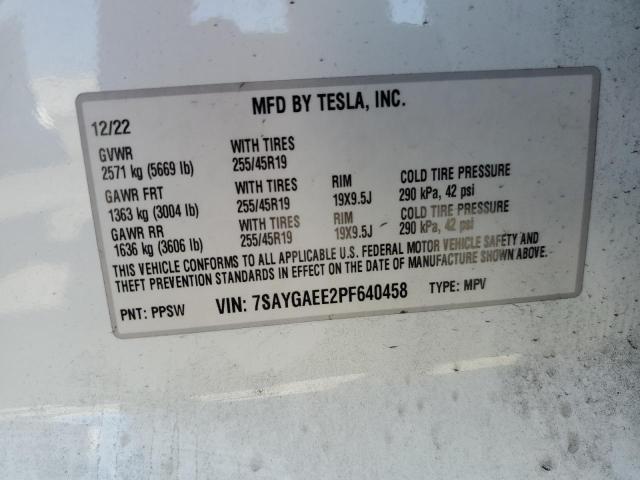 MFD BY TESLA, INC.
12/22
GVWR WITH TIRES
2571 kg (5669 lb) 255/45R19
GAWR FRT WITH TIRES RIM COLD TIRE PRESSURE
1363 kg (3004 lb) 255/45R19 19X9.5J 290 kPa, 42 psi
GAWR RR WITH TIRES RIM COLD TIRE PRESSURE
1636 kg (3606 lb) 255/45R19 19X9.5J 290 kPa, 42 psi
THIS VEHICLE CONFORMS TO ALL APPLICABLE U.S. FEDERAL MOTOR VEHICLE SAFETY AND
THEFT PREVENTION STANDARDS IN EFFECT ON THE DATE OF MANUFACTURE SHOWN ABOVE.
PNT: PPSW VIN: 7SAYGAEE2PF640458 TYPE: MPV